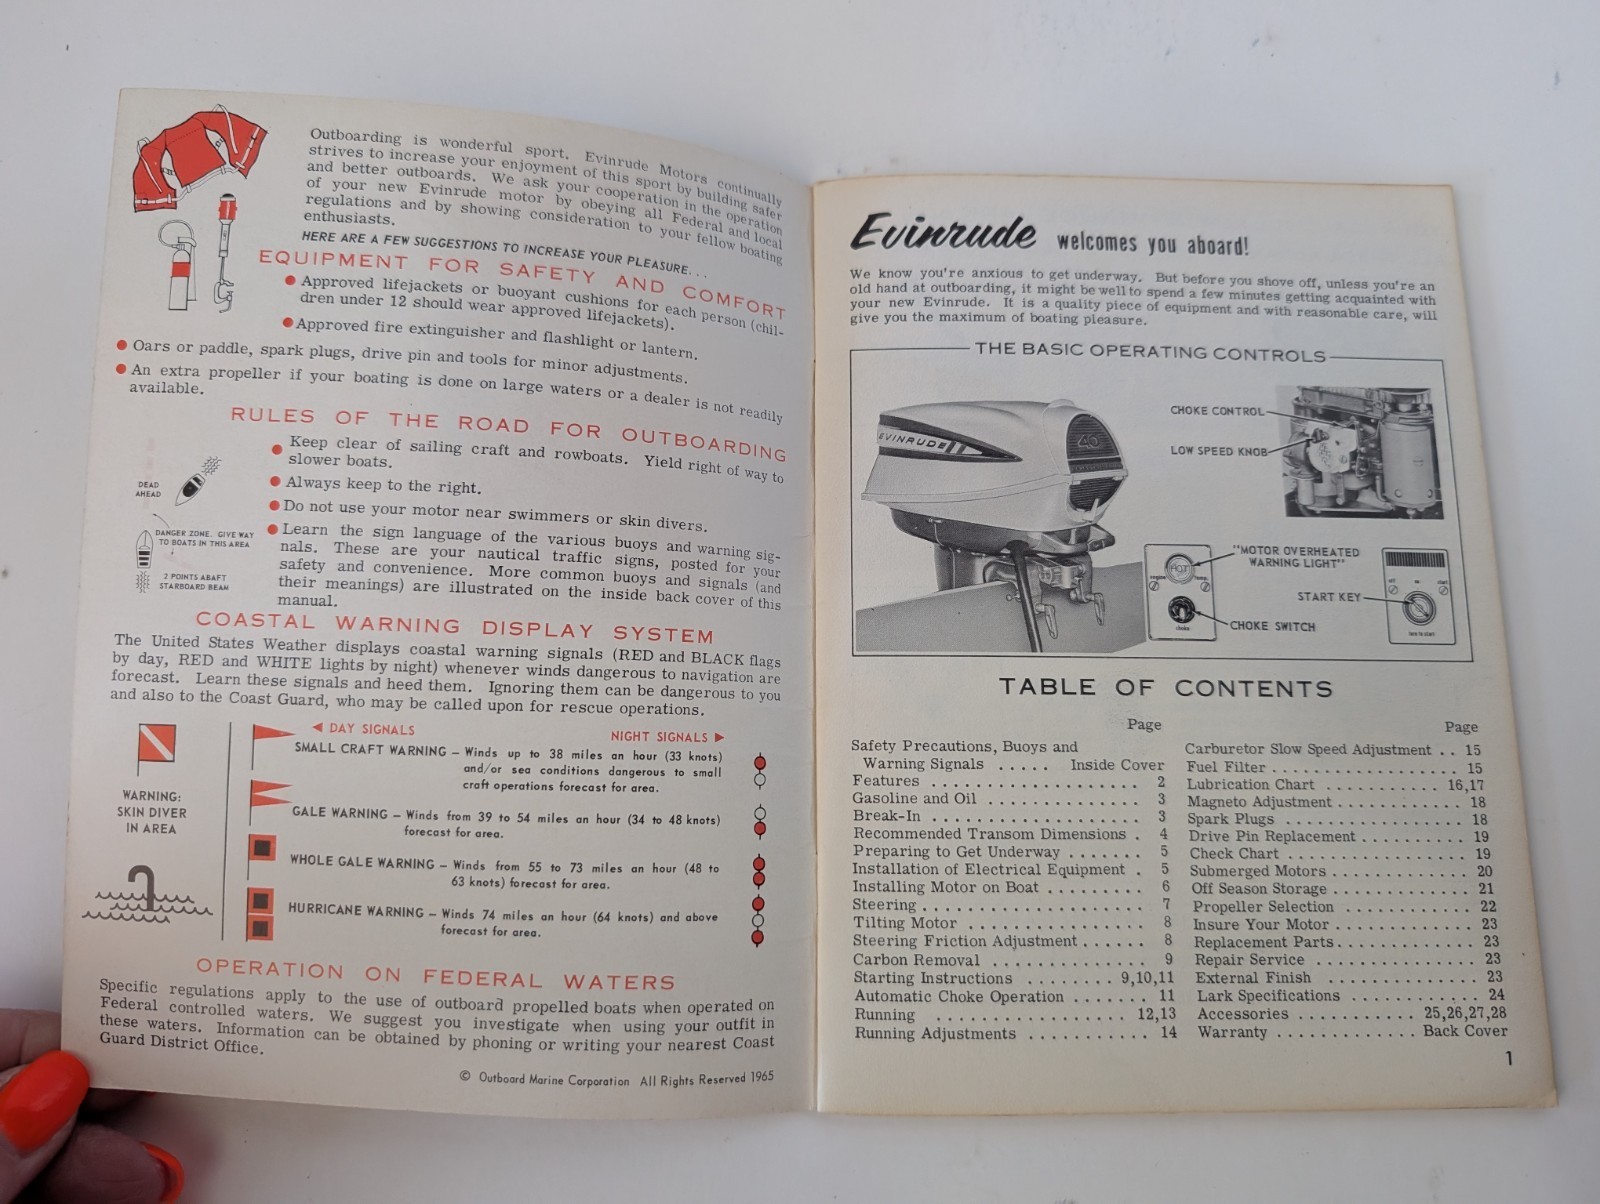 Outboarding is wonderful sport. Evinrude Motors continually
strives to increase your enjoyment of this sport by building safer
and better outboards. We ask your cooperation in the operation
of your new Evinrude motor by obeying all Federal and local
regulations and by showing consideration to your fellow boating
enthusiasts.
HERE ARE A FEW SUGGESTIONS TO INCREASE YOUR PLEASURE...
EQUIPMENT FOR SAFETY AND COMFORT
● Approved lifejackets or buoyant cushions for each person (chil-
dren under 12 should wear approved lifejackets).
● Approved fire extinguisher and flashlight or lantern.
● Oars or paddle, spark plugs, drive pin and tools for minor adjustments.
● An extra propeller if your boating is done on large waters or a dealer is not readily
available.
RULES OF THE ROAD FOR OUTBOARDING
● Keep clear of sailing craft and rowboats. Yield right of way to
slower boats.
● Always keep to the right.
● Do not use your motor near swimmers or skin divers.
● Learn the sign language of the various buoys and warning sig-
nals. These are your nautical traffic signs, posted for your
safety and convenience. More common buoys and signals (and
their meanings) are illustrated on the inside back cover of this
manual.
DEAD
AHEAD
DANGER ZONE. GIVE WAY
TO BOATS IN THIS AREA
2 POINTS ABAFT
STARBOARD BEAM
COASTAL WARNING DISPLAY SYSTEM
The United States Weather displays coastal warning signals (RED and BLACK flags
by day, RED and WHITE lights by night) whenever winds dangerous to navigation are
forecast. Learn these signals and heed them. Ignoring them can be dangerous to you
and also to the Coast Guard, who may be called upon for rescue operations.
WARNING:
SKIN DIVER
IN AREA
◀ DAY SIGNALS
NIGHT SIGNALS ▶
SMALL CRAFT WARNING – Winds up to 38 miles an hour (33 knots)
and/or sea conditions dangerous to small
craft operations forecast for area.
GALE WARNING – Winds from 39 to 54 miles an hour (34 to 48 knots)
forecast for area.
WHOLE GALE WARNING – Winds from 55 to 73 miles an hour (48 to
63 knots) forecast for area.
HURRICANE WARNING – Winds 74 miles an hour (64 knots) and above
forecast for area.
OPERATION ON FEDERAL WATERS
Specific regulations apply to the use of outboard propelled boats when operated on
Federal controlled waters. We suggest you investigate when using your outfit in
these waters. Information can be obtained by phoning or writing your nearest Coast
Guard District Office.
© Outboard Marine Corporation All Rights Reserved 1965
Evinrude welcomes you aboard!
We know you're anxious to get underway. But before you shove off, unless you're an
old hand at outboarding, it might be well to spend a few minutes getting acquainted with
your new Evinrude. It is a quality piece of equipment and with reasonable care, will
give you the maximum of boating pleasure.
THE BASIC OPERATING CONTROLS
EVINRUDE
40
CHOKE CONTROL
LOW SPEED KNOB
"MOTOR OVERHEATED
WARNING LIGHT"
HOT
engine temp.
choke
CHOKE SWITCH
START KEY
off on start
TABLE OF CONTENTS
Page
Safety Precautions, Buoys and
Warning Signals ..... Inside Cover
Features .................... 2
Gasoline and Oil .............. 3
Break-In .................... 3
Recommended Transom Dimensions . 4
Preparing to Get Underway ....... 5
Installation of Electrical Equipment . 5
Installing Motor on Boat ......... 6
Steering .................... 7
Tilting Motor ................ 8
Steering Friction Adjustment ...... 8
Carbon Removal .............. 9
Starting Instructions ........ 9,10,11
Automatic Choke Operation ....... 11
Running .................. 12,13
Running Adjustments ........... 14
Page
Carburetor Slow Speed Adjustment .. 15
Fuel Filter .................. 15
Lubrication Chart ........... 16,17
Magneto Adjustment ............ 18
Spark Plugs ................. 18
Drive Pin Replacement .......... 19
Check Chart ................. 19
Submerged Motors ............. 20
Off Season Storage ............. 21
Propeller Selection ............ 22
Insure Your Motor ............. 23
Replacement Parts ............. 23
Repair Service ............... 23
External Finish .............. 23
Lark Specifications ............ 24
Accessories ........... 25,26,27,28
Warranty ............. Back Cover
1